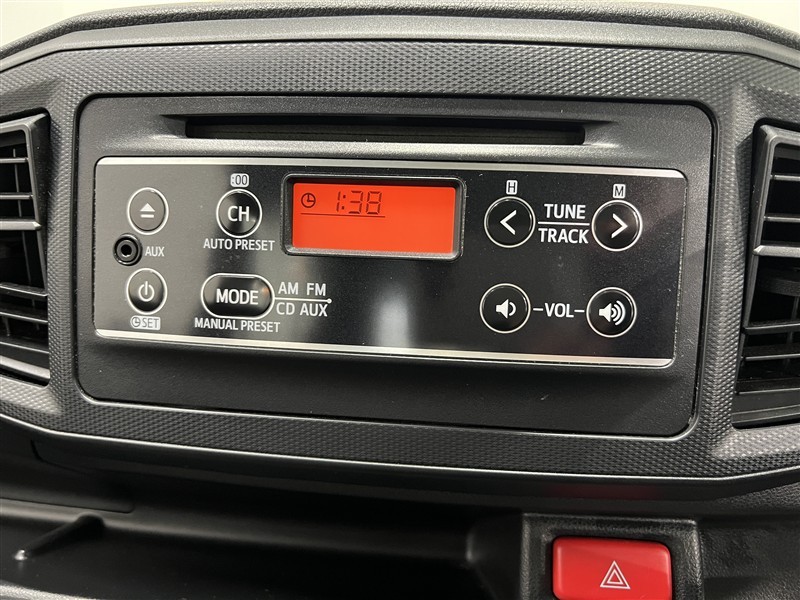 :00
H
M
CH
1:38
TUNE
TRACK
AUTO PRESET
AUX
MODE
AM FM
CD AUX
-VOL-
SET
MANUAL PRESET